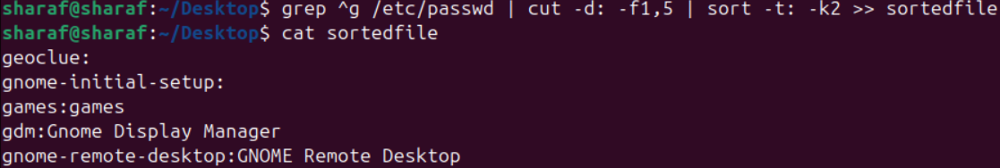 sharaf@sharaf:~/Desktop$ grep ^g /etc/passwd | cut -d: -f1,5 | sort -t: -k2 >> sortedfile
sharaf@sharaf:~/Desktop$ cat sortedfile
geoclue:
gnome-initial-setup:
games:games
gdm:Gnome Display Manager
gnome-remote-desktop:GNOME Remote Desktop